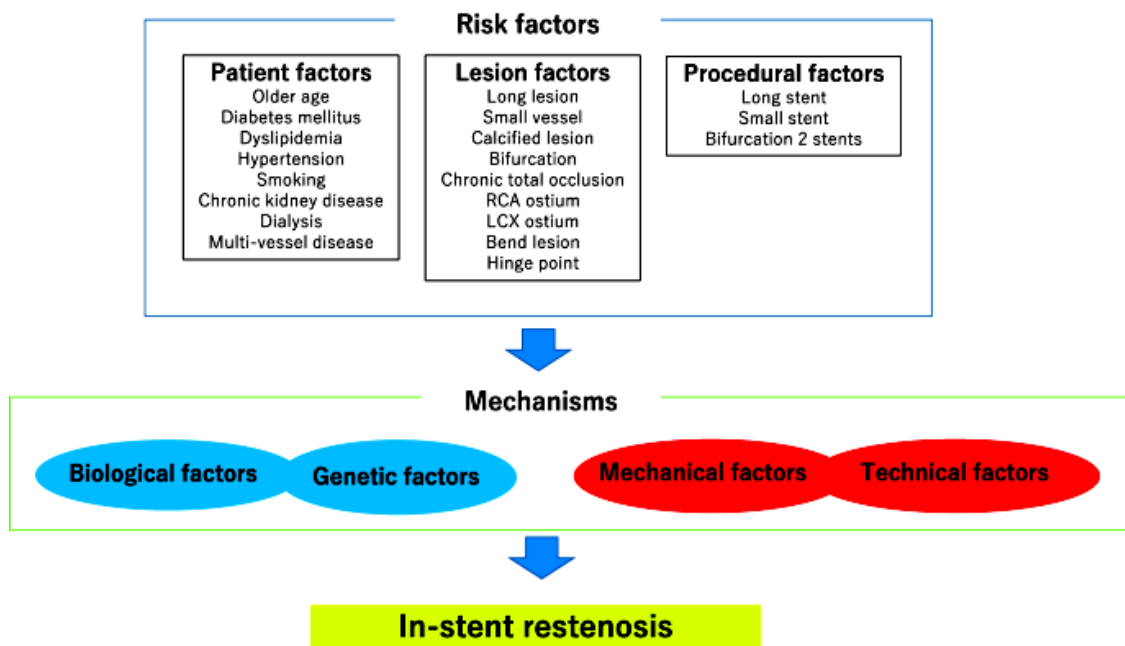 Risk factors
Patient factors
Older age
Diabetes mellitus
Dyslipidemia
Hypertension
Smoking
Chronic kidney disease
Dialysis
Multi-vessel disease
Lesion factors
Long lesion
Small vessel
Calcified lesion
Bifurcation
Chronic total occlusion
RCA ostium
LCX ostium
Bend lesion
Hinge point
Procedural factors
Long stent
Small stent
Bifurcation 2 stents
Mechanisms
Biological factors
Genetic factors
Mechanical factors
Technical factors
In-stent restenosis